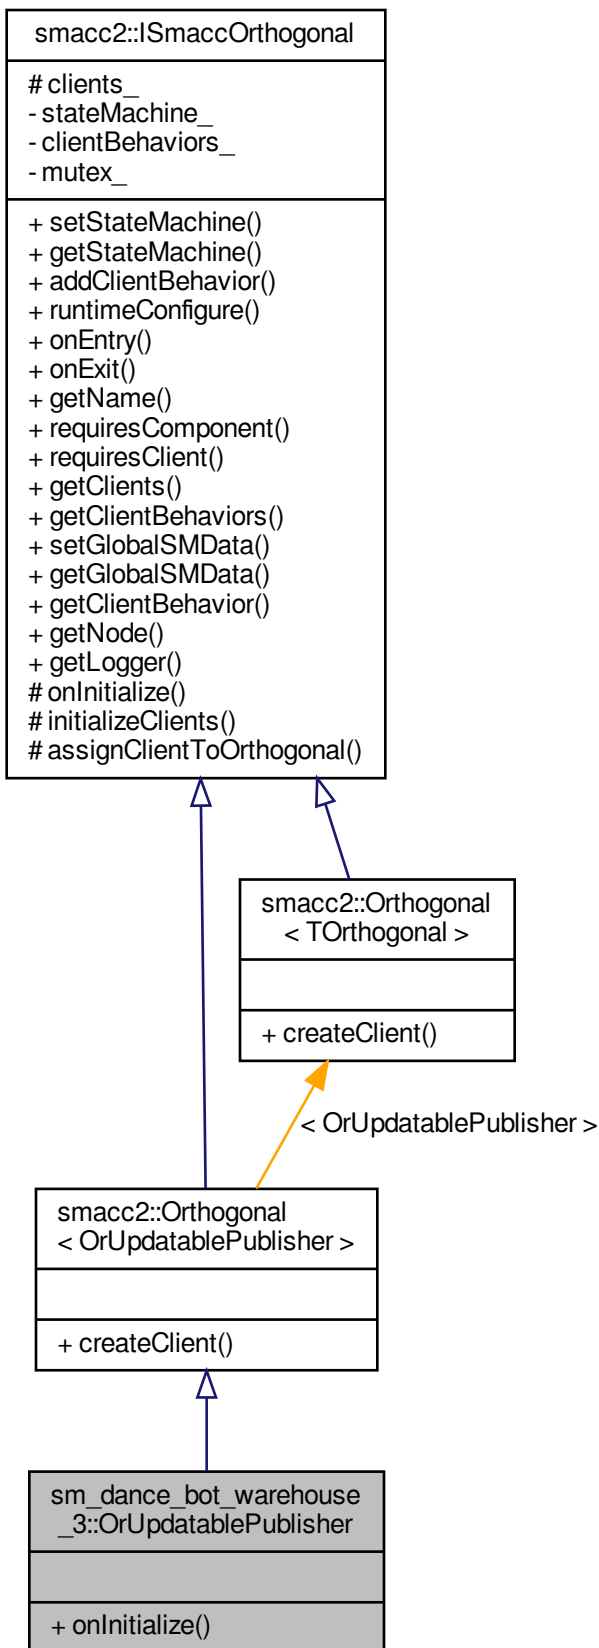 smacc2::ISmaccOrthogonal
# clients_
- stateMachine_
- clientBehaviors_
- mutex_
+ setStateMachine()
+ getStateMachine()
+ addClientBehavior()
+ runtimeConfigure()
+ onEntry()
+ onExit()
+ getName()
+ requiresComponent()
+ requiresClient()
+ getClients()
+ getClientBehaviors()
+ setGlobalSMData()
+ getGlobalSMData()
+ getClientBehavior()
+ getNode()
+ getLogger()
# onInitialize()
# initializeClients()
# assignClientToOrthogonal()
smacc2::Orthogonal
< TOrthogonal >
+ createClient()
< OrUpdatablePublisher >
smacc2::Orthogonal
< OrUpdatablePublisher >
+ createClient()
sm_dance_bot_warehouse
_3::OrUpdatablePublisher
+ onInitialize()